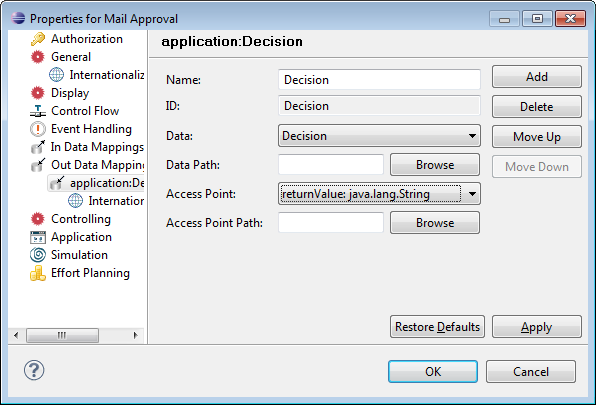 Properties for Mail Approval
Authorization
General
Internationaliz
Display
Control Flow
Event Handling
In Data Mappings
Out Data Mapping
application:De
Internation
Controlling
Application
Simulation
Effort Planning
application:Decision
Name: Decision
ID: Decision
Data: Decision
Data Path: Browse
Access Point: returnValue: java.lang.String
Access Point Path: Browse
Add
Delete
Move Up
Move Down
Restore Defaults Apply
OK Cancel